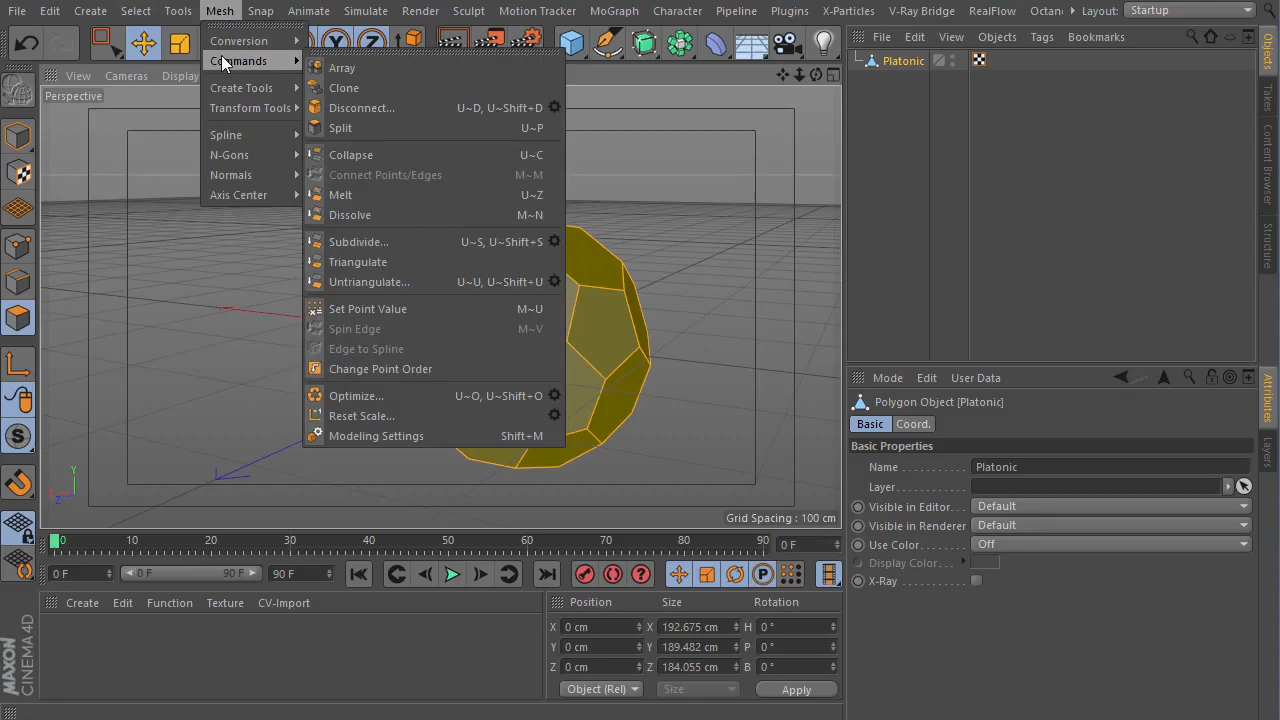 File Edit Create Select Tools Mesh Snap Animate Simulate Render Sculpt Motion Tracker MoGraph Character Pipeline Plugins X-Particles V-Ray Bridge RealFlow Octan Layout: Startup
Conversion
Commands
Create Tools
Transform Tools
Spline
N-Gons
Normals
Axis Center
Array
Clone
Disconnect... U~D, U~Shift+D
Split U~P
Collapse U~C
Connect Points/Edges M~M
Melt U~Z
Dissolve M~N
Subdivide... U~S, U~Shift+S
Triangulate
Untriangulate... U~U, U~Shift+U
Set Point Value M~U
Spin Edge M~V
Edge to Spline
Change Point Order
Optimize... U~O, U~Shift+O
Reset Scale...
Modeling Settings Shift+M
View Cameras Display
Perspective
Grid Spacing : 100 cm
X Y Z
Y
X
Z
S
File Edit View Objects Tags Bookmarks
Platonic
Objects
Takes
Content Browser
Structure
Mode Edit User Data
Polygon Object [Platonic]
Basic Coord.
Basic Properties
Name Platonic
Layer
Visible in Editor Default
Visible in Renderer Default
Use Color Off
Display Color
X-Ray
Attributes
Layers
0 10 20 30 40 50 60 70 80 90 0 F
0 F 0 F 90 F 90 F
P
Create Edit Function Texture CV-Import
Position Size Rotation
X 0 cm X 192.675 cm H 0 °
Y 0 cm Y 189.482 cm P 0 °
Z 0 cm Z 184.055 cm B 0 °
Object (Rel) Size Apply
MAXON
CINEMA 4D